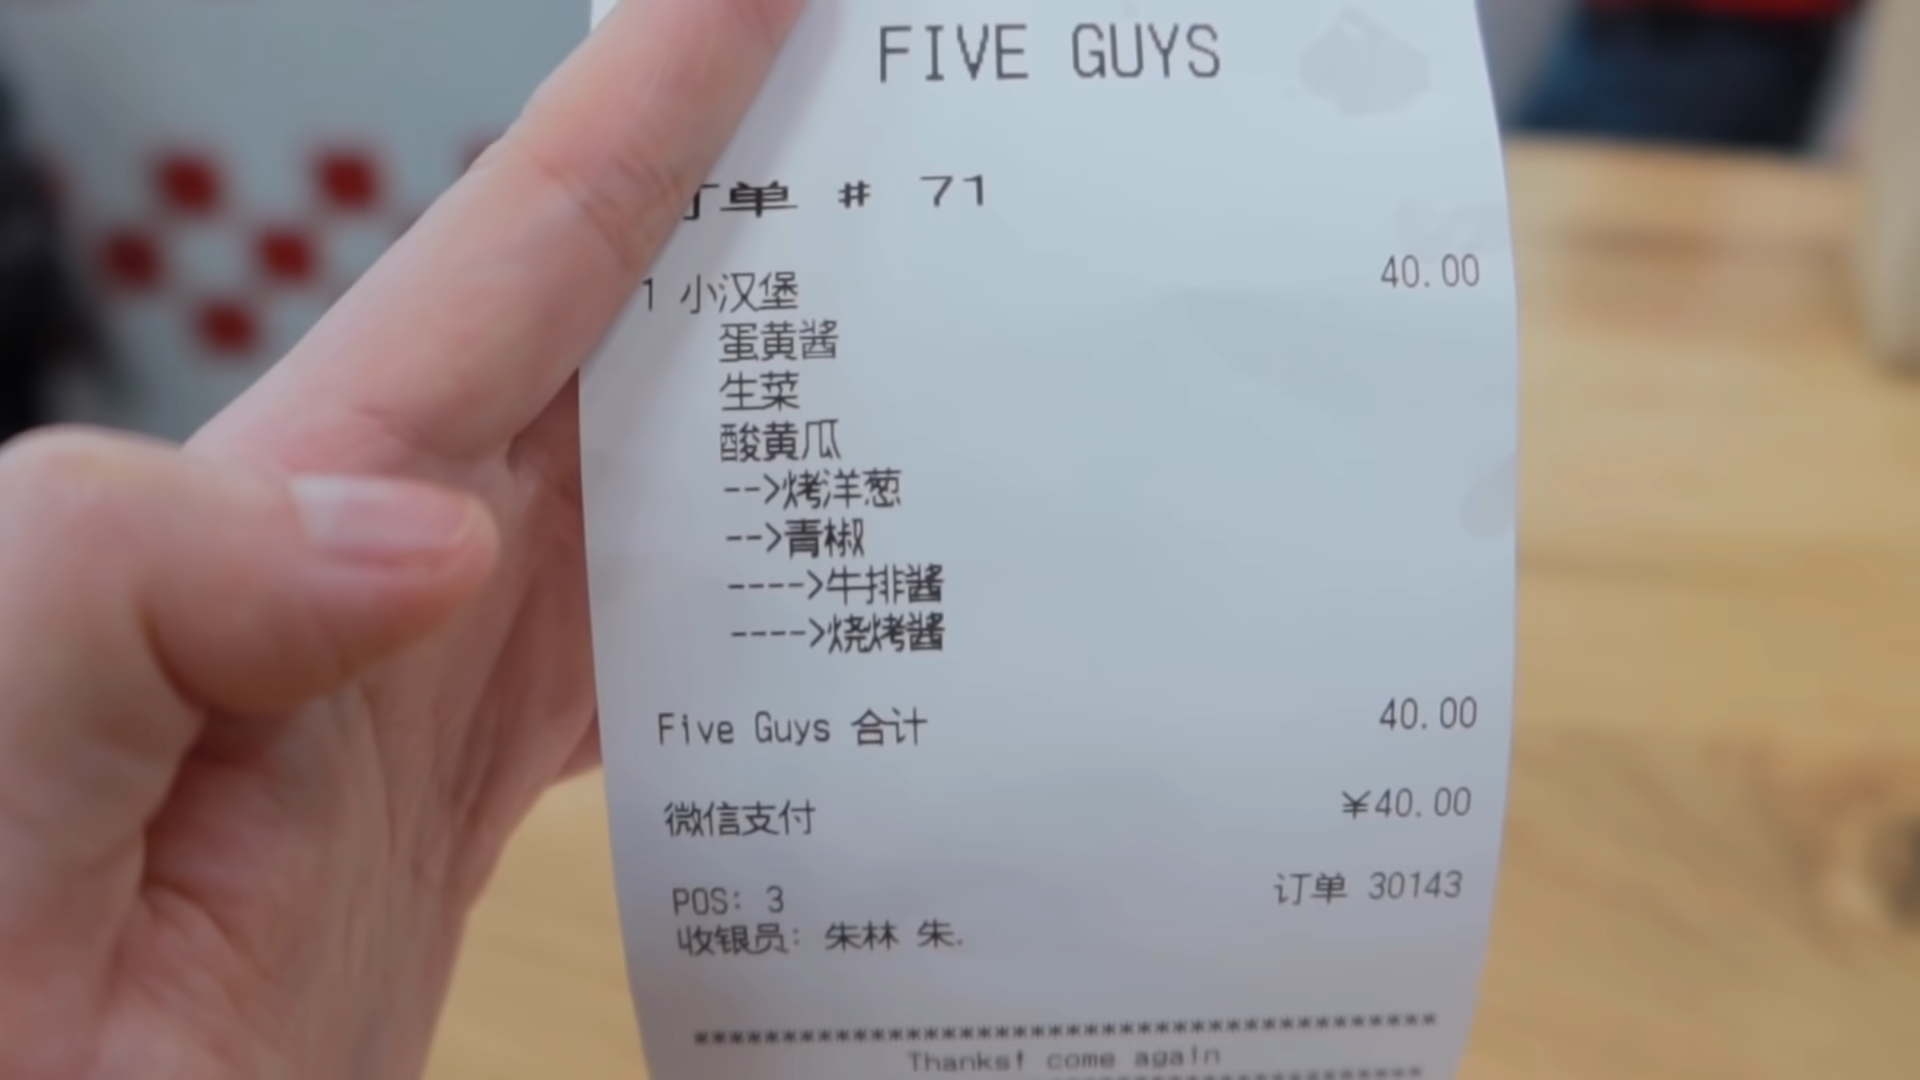 FIVE GUYS
订单 # 71
1 小汉堡 40.00
蛋黄酱
生菜
酸黄瓜
-->烤洋葱
-->青椒
---->牛排酱
---->烧烤酱
Five Guys 合计 40.00
微信支付 ¥40.00
POS: 3 订单 30143
收银员: 朱林 朱.
****************************************
Thanks! come again